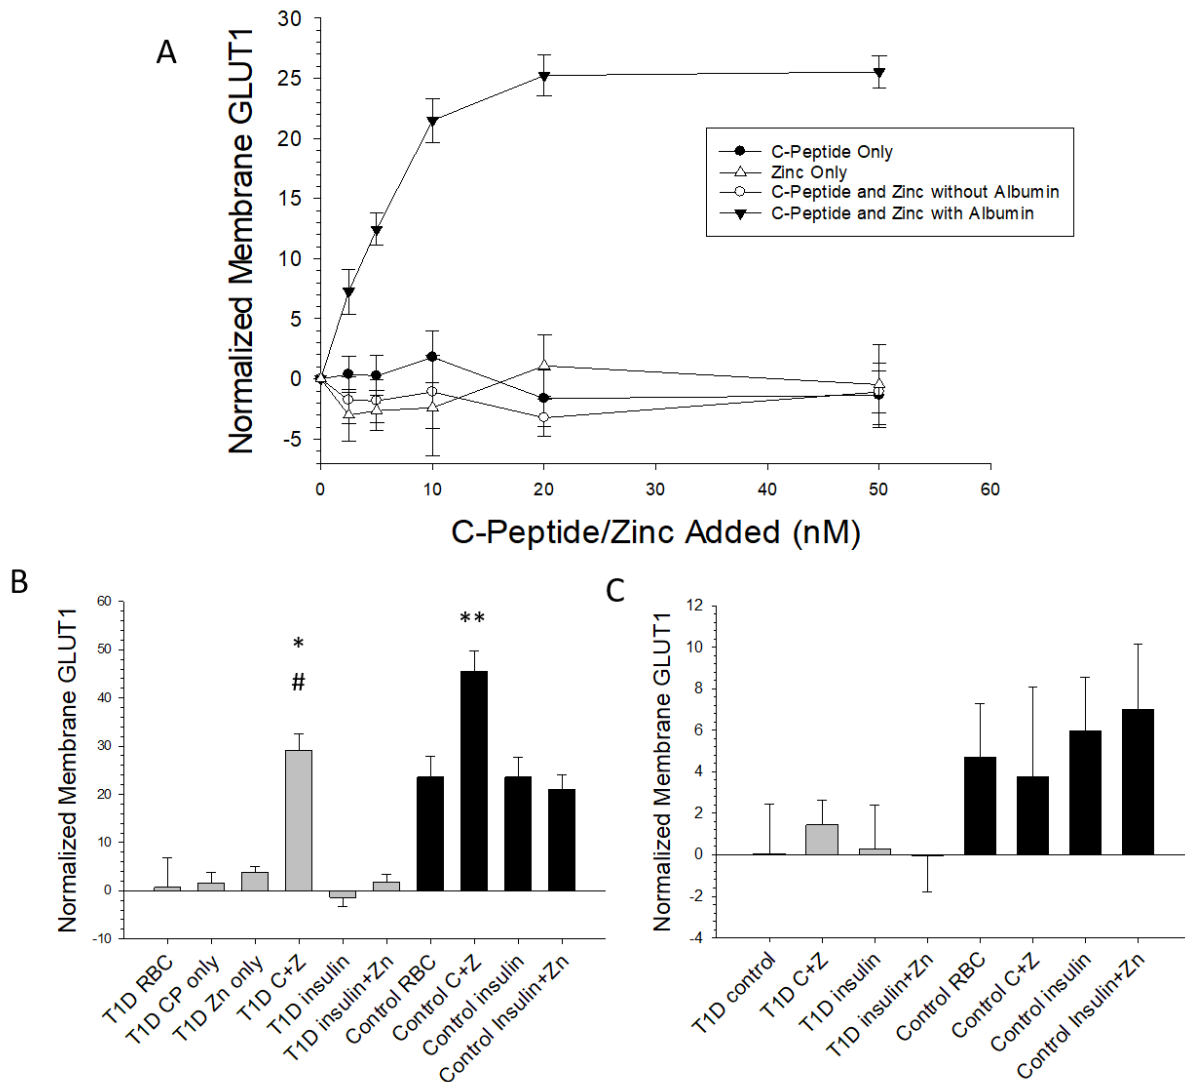 A
Normalized Membrane GLUT1
30
25
20
15
10
5
0
-5
C-Peptide Only
Zinc Only
C-Peptide and Zinc without Albumin
C-Peptide and Zinc with Albumin
0 10 20 30 40 50 60
C-Peptide/Zinc Added (nM)
B
Normalized Membrane GLUT1
60
50
40
30
20
10
0
-10
*
#
**
T1D RBC
T1D CP only
T1D Zn only
T1D C+Z
T1D insulin
T1D insulin+Zn
Control RBC
Control C+Z
Control insulin
Control Insulin+Zn
C
Normalized Membrane GLUT1
12
10
8
6
4
2
0
-2
-4
T1D control
T1D C+Z
T1D insulin
T1D insulin+Zn
Control RBC
Control C+Z
Control insulin
Control Insulin+Zn